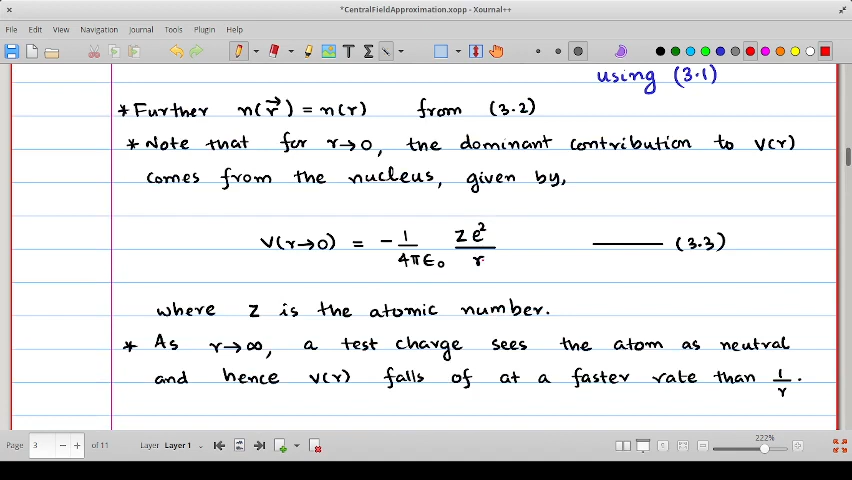 *CentralFieldApproximation.xopp - Xournal++
File Edit View Navigation Journal Tools Plugin Help
using (3.1)
* Further n(r⃗) = n(r) from (3.2)
* Note that for r→0, the dominant contribution to V(r)
comes from the nucleus, given by,
V(r→0) = - 1/4πϵ₀ Ze²/r ——— (3.3)
where Z is the atomic number.
* As r→∞, a test charge sees the atom as neutral
and hence V(r) falls of at a faster rate than 1/r.
Page 3 of 11 Layer Layer 1 222%